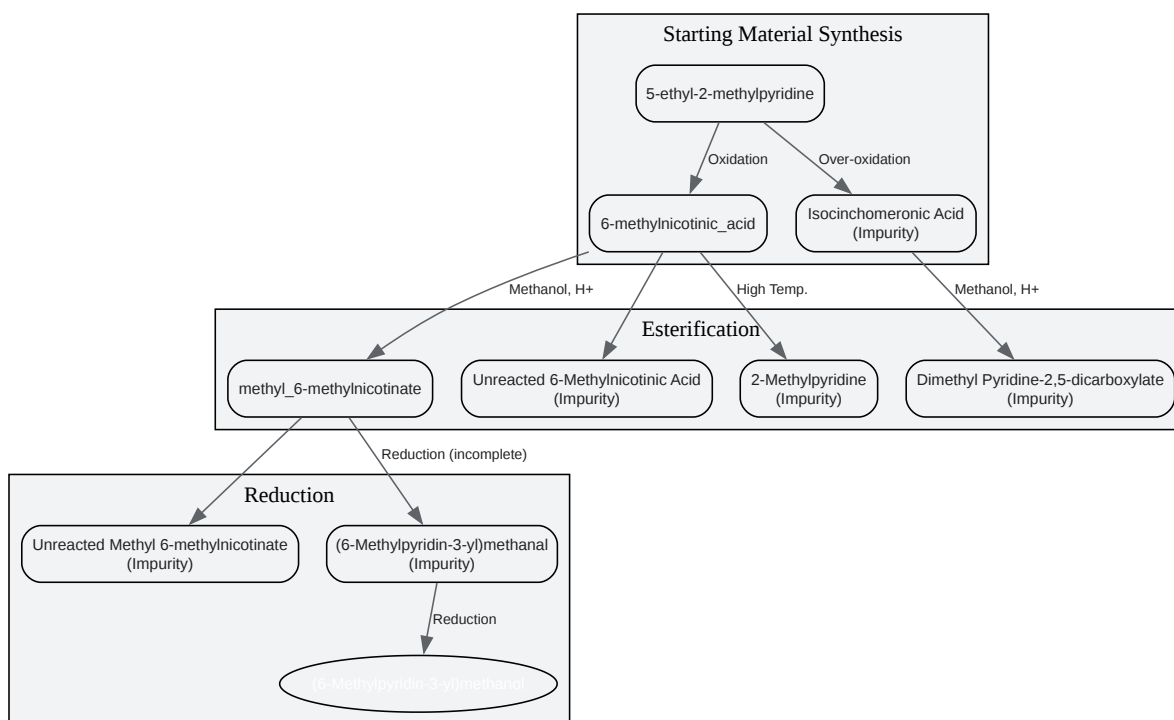 Starting Material Synthesis
5-ethyl-2-methylpyridine
Oxidation
Over-oxidation
6-methylnicotinic_acid
Isocinchomeronic Acid
(Impurity)
Methanol, H+
High Temp.
Methanol, H+
Esterification
methyl_6-methylnicotinate
Unreacted 6-Methylnicotinic Acid
(Impurity)
2-Methylpyridine
(Impurity)
Dimethyl Pyridine-2,5-dicarboxylate
(Impurity)
Reduction (incomplete)
Reduction
Unreacted Methyl 6-methylnicotinate
(Impurity)
(6-Methylpyridin-3-yl)methanal
(Impurity)
Reduction
(6-Methylpyridin-3-yl)methanol